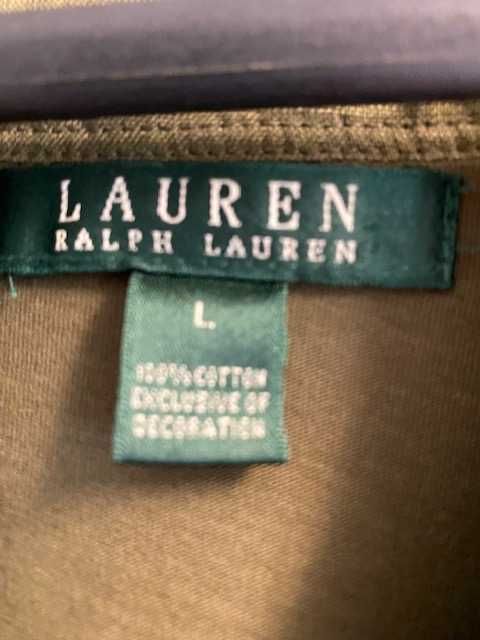 LAUREN
RALPH LAUREN
L
100% COTTON
EXCLUSIVE OF
DECORATION